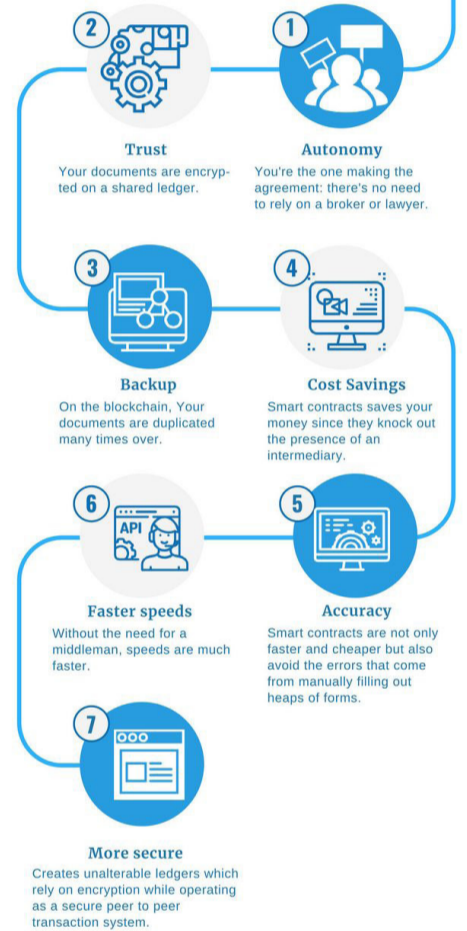 1
Autonomy
You're the one making the
agreement: there's no need
to rely on a broker or lawyer.
2
Trust
Your documents are encryp-
ted on a shared ledger.
3
Backup
On the blockchain, Your
documents are duplicated
many times over.
4
Cost Savings
Smart contracts saves your
money since they knock out
the presence of an
intermediary.
5
Accuracy
Smart contracts are not only
faster and cheaper but also
avoid the errors that come
from manually filling out
heaps of forms.
6
API
Faster speeds
Without the need for a
middleman, speeds are much
faster.
7
More secure
Creates unalterable ledgers which
rely on encryption while operating
as a secure peer to peer
transaction system.